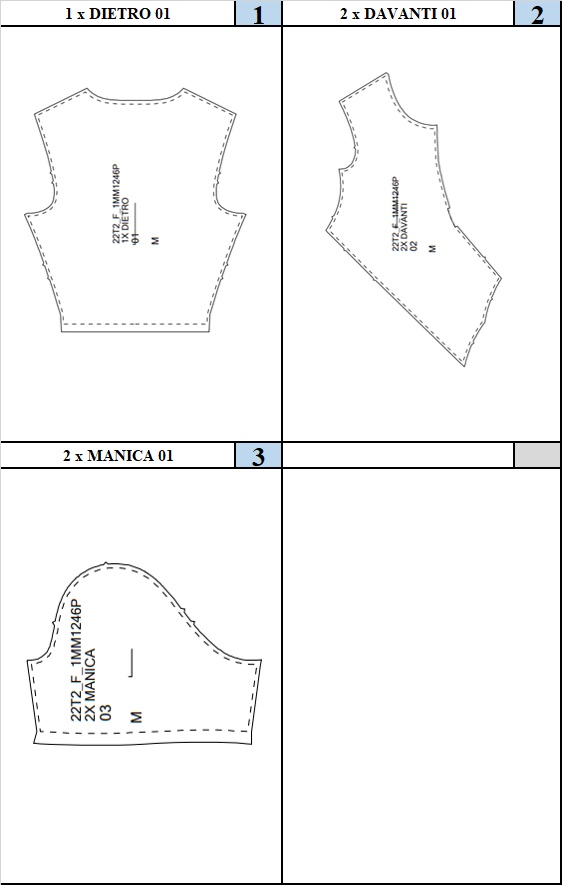 1 x DIETRO 01
1
2 x DAVANTI 01
2
22T2_F_1MM1246P
1X DIETRO
01
M
22T2_F_1MM1246P
2X DAVANTI
02
M
2 x MANICA 01
3
22T2_F_1MM1246P
2X MANICA
03
M